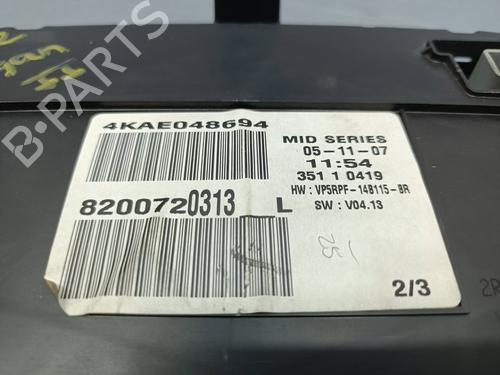 4KAE048694
MID SERIES
05-11-07
11:54
351 1 0419
HW : VP5RPF-14B115-BR
SW : V04.13
8200720313 L
2/3
B-PARTS